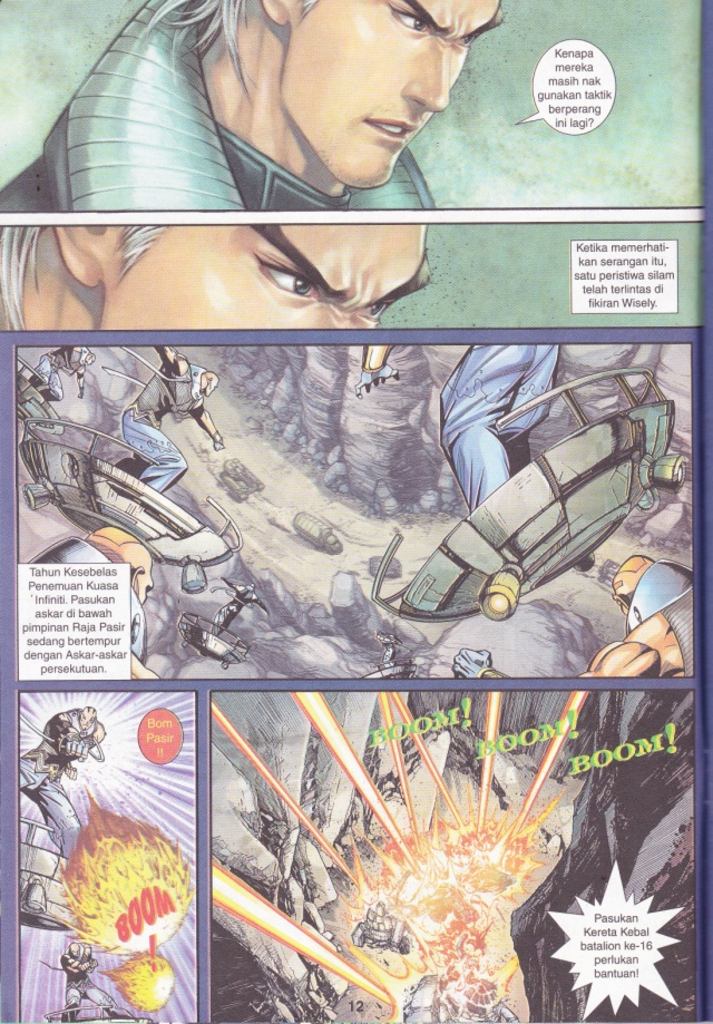 Kenapa
mereka
masih nak
gunakan taktik
berperang
ini lagi?
Ketika memerhati-
kan serangan itu,
satu peristiwa silam
telah terlintas di
fikiran Wisely.
Tahun Kesebelas
Penemuan Kuasa
'Infiniti. Pasukan
askar di bawah
pimpinan Raja Pasir
sedang bertempur
dengan Askar-askar
persekutuan.
Bom
Pasir
!!
BOOM
!
BOOM!
BOOM!
BOOM!
Pasukan
Kereta Kebal
batalion ke-16
perlukan
bantuan!
12